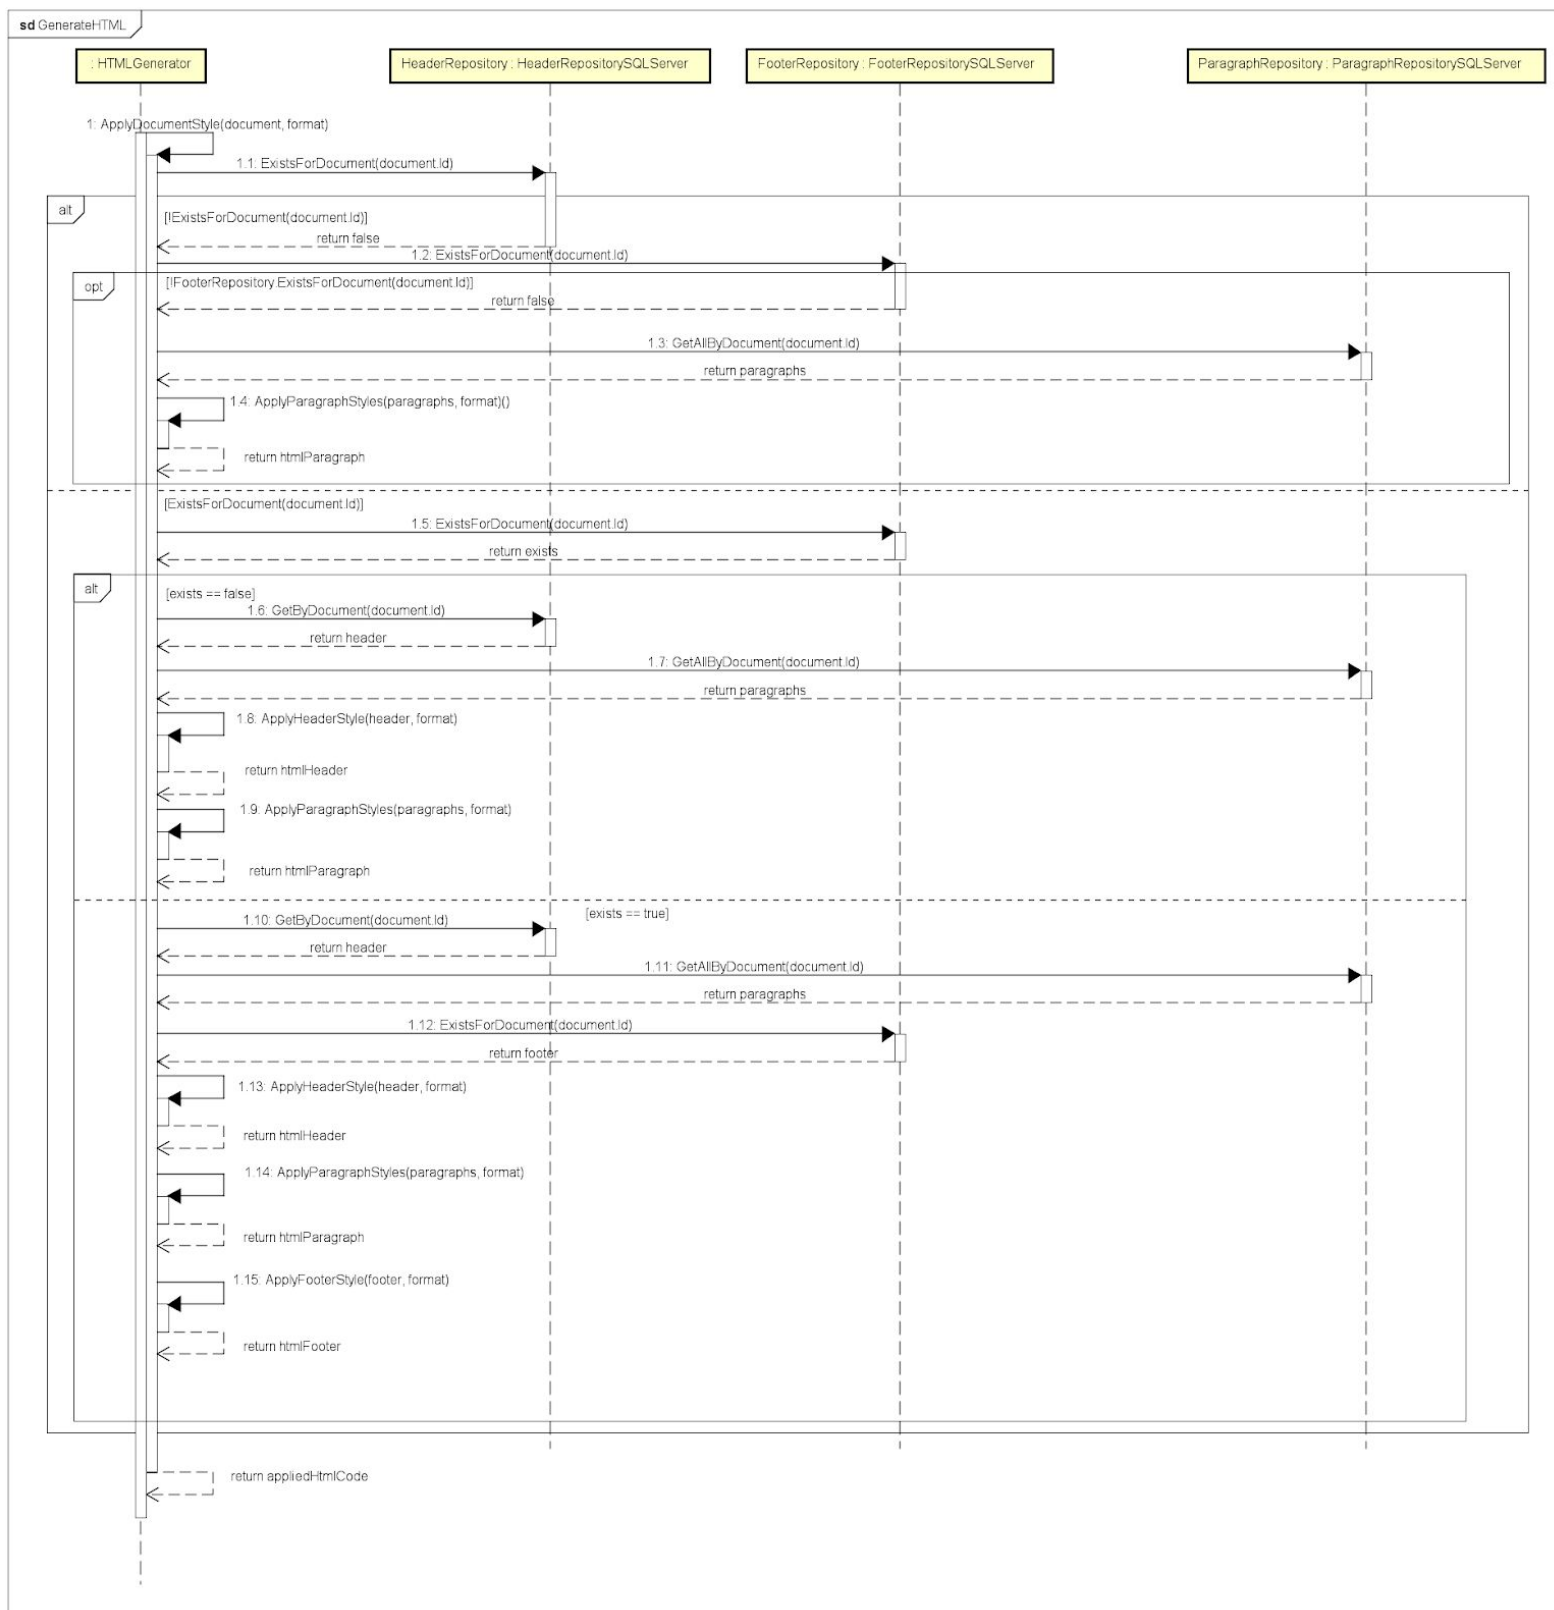 sd GenerateHTML
: HTMLGenerator
HeaderRepository : HeaderRepositorySQLServer
FooterRepository : FooterRepositorySQLServer
ParagraphRepository : ParagraphRepositorySQLServer
1: ApplyDocumentStyle(document, format)
1.1: ExistsForDocument(document.Id)
alt
[!ExistsForDocument(document.Id)]
return false
1.2: ExistsForDocument(document.Id)
opt
[!FooterRepository.ExistsForDocument(document.Id)]
return false
1.3: GetAllByDocument(document.Id)
return paragraphs
1.4: ApplyParagraphStyles(paragraphs, format)()
return htmlParagraph
[ExistsForDocument(document.Id)]
1.5: ExistsForDocument(document.Id)
return exists
alt
[exists == false]
1.6: GetByDocument(document.Id)
return header
1.7: GetAllByDocument(document.Id)
return paragraphs
1.8: ApplyHeaderStyle(header, format)
return htmlHeader
1.9: ApplyParagraphStyles(paragraphs, format)
return htmlParagraph
[exists == true]
1.10: GetByDocument(document.Id)
return header
1.11: GetAllByDocument(document.Id)
return paragraphs
1.12: ExistsForDocument(document.Id)
return footer
1.13: ApplyHeaderStyle(header, format)
return htmlHeader
1.14: ApplyParagraphStyles(paragraphs, format)
return htmlParagraph
1.15: ApplyFooterStyle(footer, format)
return htmlFooter
return appliedHtmlCode